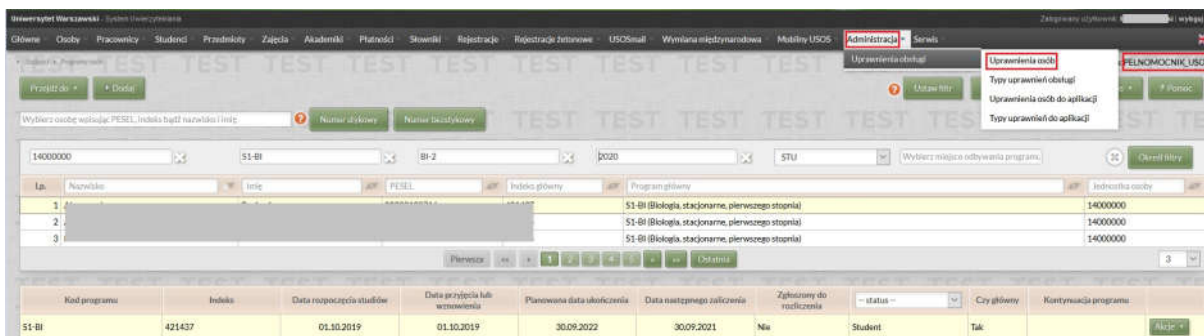 Uniwersytet Warszawski - System Uwierzytelniania Zalogowany użytkownik: | wyloguj
Główne Osoby Pracownicy Studenci Przedmioty Zajęcia Akademiki Płatności Słowniki Rejestracje Rejestracje żetonowe USOSmail Wymiana międzynarodowa Mobilny USOS Administracja Serwis
Uprawnienia obsługi Uprawnienia osób PELNOMOCNIK_USO
Typy uprawnień obsługi
Przejdź do Dodaj Ustaw filtr Pomoc
Uprawnienia osób do aplikacji
Typy uprawnień do aplikacji
Wybierz osobę wpisując PESEL, indeks bądź nazwisko i imię. Numer stykowy Numer bezstykowy
14000000 S1-BI BI-2 2020 STU Wybierz miejsce odbywania programu. Określ filtry
Lp. Nazwisko Imię PESEL Indeks główny Program główny Jednostka osoby
1 S1-BI (Biologia, stacjonarne, pierwszego stopnia) 14000000
2 S1-BI (Biologia, stacjonarne, pierwszego stopnia) 14000000
3 S1-BI (Biologia, stacjonarne, pierwszego stopnia) 14000000
Pierwsza 1 2 3 4 5 Ostatnia 3
Kod programu Indeks Data rozpoczęcia studiów Data przyjęcia lub wznowienia Planowana data ukończenia Data następnego zaliczenia Zgłoszony do rozliczenia -- status -- Czy główny Kontynuacja programu
S1-BI 421437 01.10.2019 01.10.2019 30.09.2022 30.09.2021 Nie Student Tak Akcje